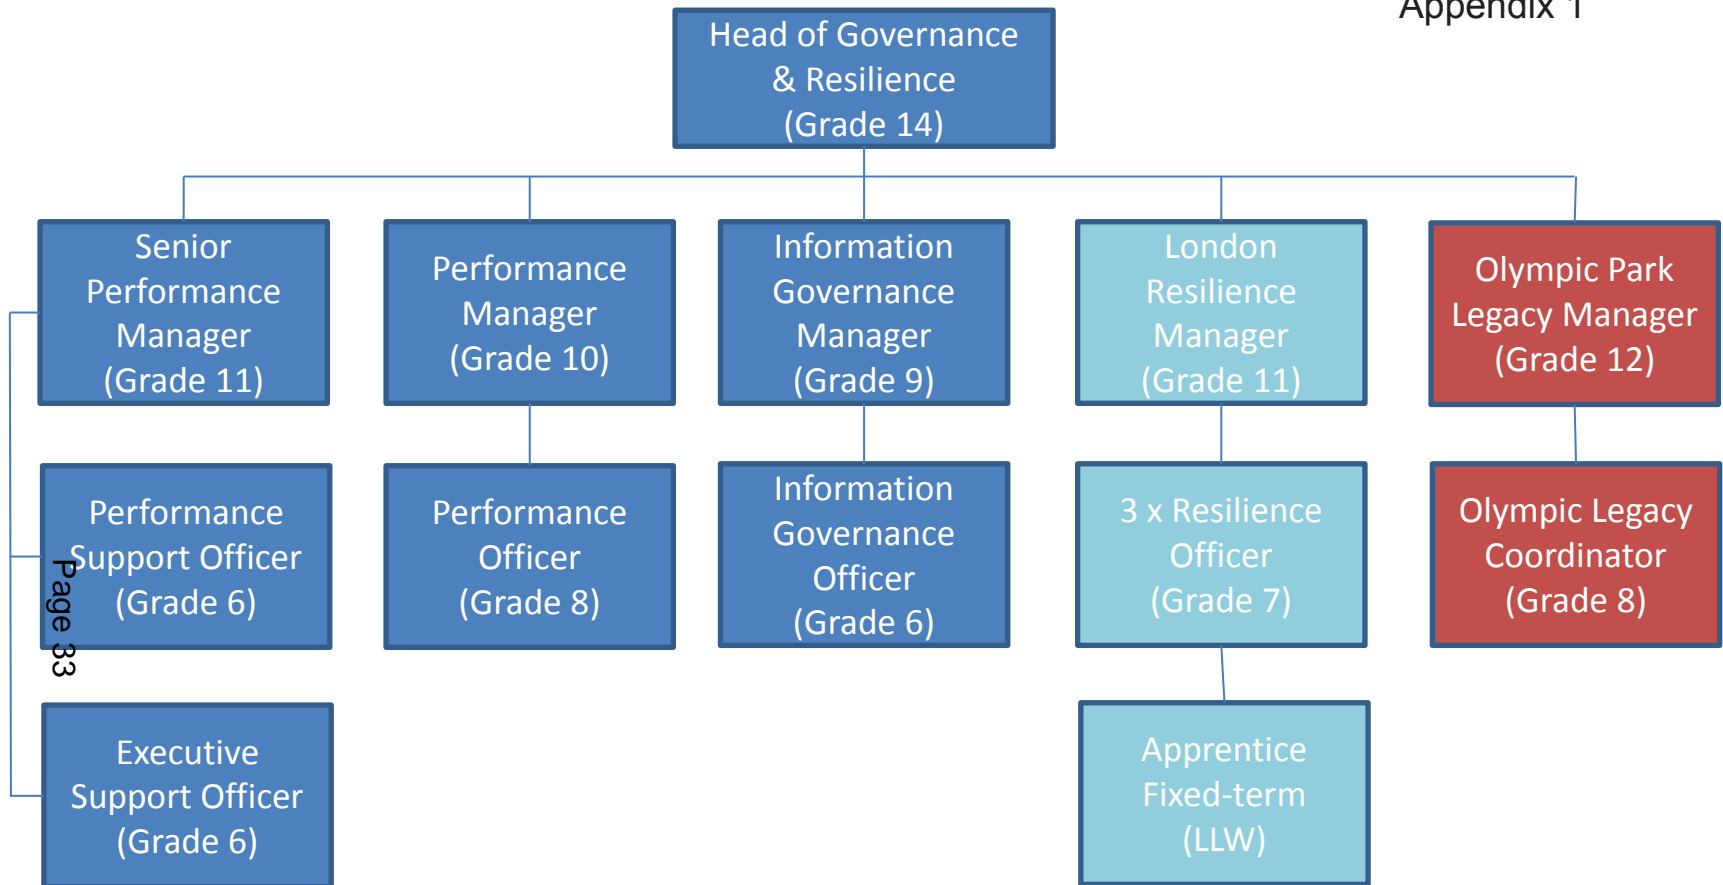 Appendix 1
Head of Governance
& Resilience
(Grade 14)
Senior
Performance
Manager
(Grade 11)
Performance
Manager
(Grade 10)
Information
Governance
Manager
(Grade 9)
London
Resilience
Manager
(Grade 11)
Olympic Park
Legacy Manager
(Grade 12)
Performance
Support Officer
(Grade 6)
Performance
Officer
(Grade 8)
Information
Governance
Officer
(Grade 6)
3 x Resilience
Officer
(Grade 7)
Olympic Legacy
Coordinator
(Grade 8)
Executive
Support Officer
(Grade 6)
Apprentice
Fixed-term
(LLW)
Page 33